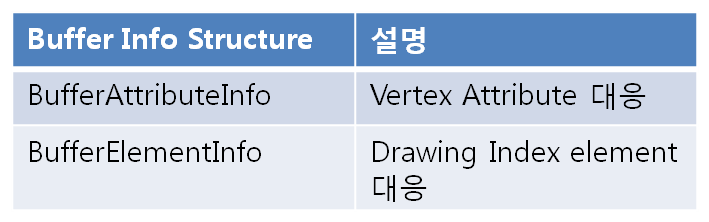 Buffer Info Structure 설명
BufferAttributeInfo Vertex Attribute 대응
BufferElementInfo Drawing Index element
대응